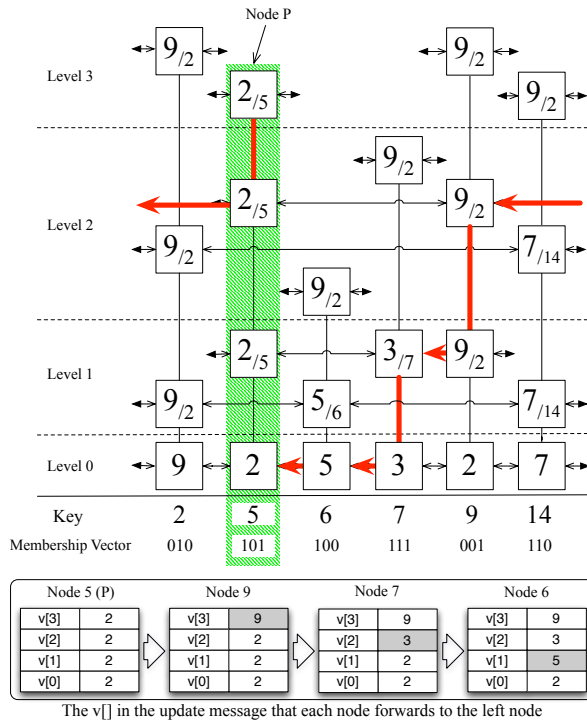 Node P
Level 3
9/2
9/2
2/5
9/2
9/2
Level 2
2/5
9/2
9/2
7/14
9/2
Level 1
2/5
3/7
9/2
9/2
5/6
7/14
Level 0
9 2 5 3 2 7
Key 2 5 6 7 9 14
Membership Vector 010 101 100 111 001 110
Node 5 (P) Node 9 Node 7 Node 6
v[3] 2 v[3] 9 v[3] 9 v[3] 9
v[2] 2 v[2] 2 v[2] 3 v[2] 3
v[1] 2 v[1] 2 v[1] 2 v[1] 5
v[0] 2 v[0] 2 v[0] 2 v[0] 2
The v[] in the update message that each node forwards to the left node